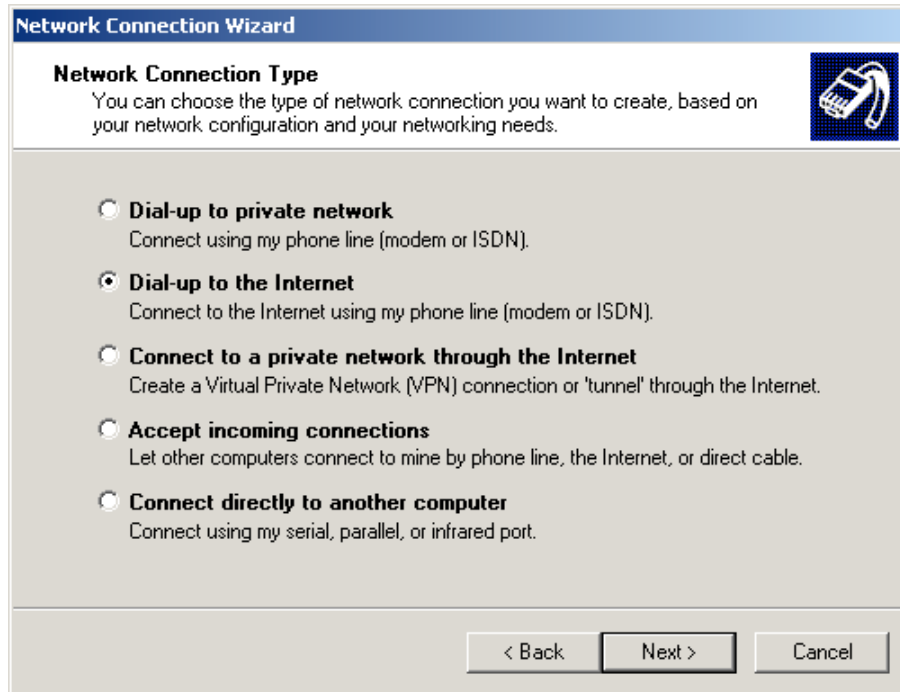 Network Connection Wizard
Network Connection Type
You can choose the type of network connection you want to create, based on
your network configuration and your networking needs.
Dial-up to private network
Connect using my phone line (modem or ISDN).
Dial-up to the Internet
Connect to the Internet using my phone line (modem or ISDN).
Connect to a private network through the Internet
Create a Virtual Private Network (VPN) connection or 'tunnel' through the Internet.
Accept incoming connections
Let other computers connect to mine by phone line, the Internet, or direct cable.
Connect directly to another computer
Connect using my serial, parallel, or infrared port.
< Back Next > Cancel